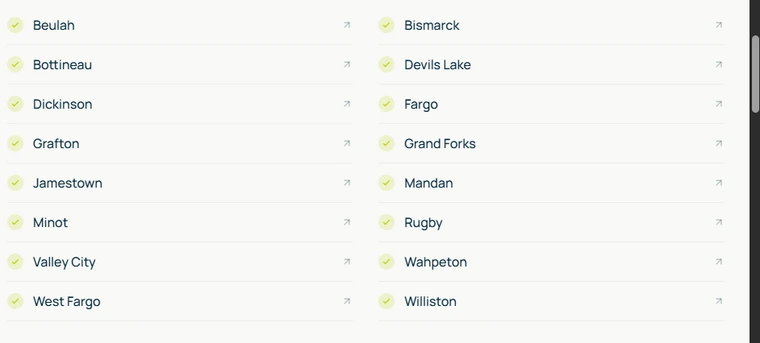 Beulah
Bismarck
Bottineau
Devils Lake
Dickinson
Fargo
Grafton
Grand Forks
Jamestown
Mandan
Minot
Rugby
Valley City
Wahpeton
West Fargo
Williston